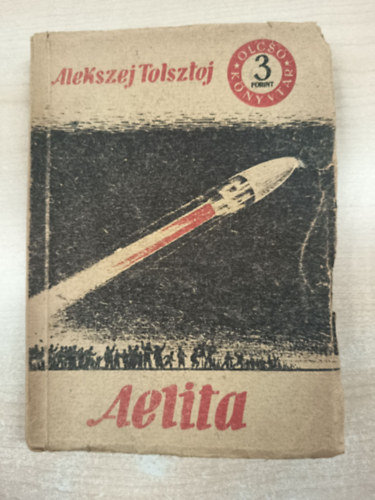 Alekszej Tolsztoj
OLCSÓ
3
FORINT
KÖNYVTÁR
Aelita